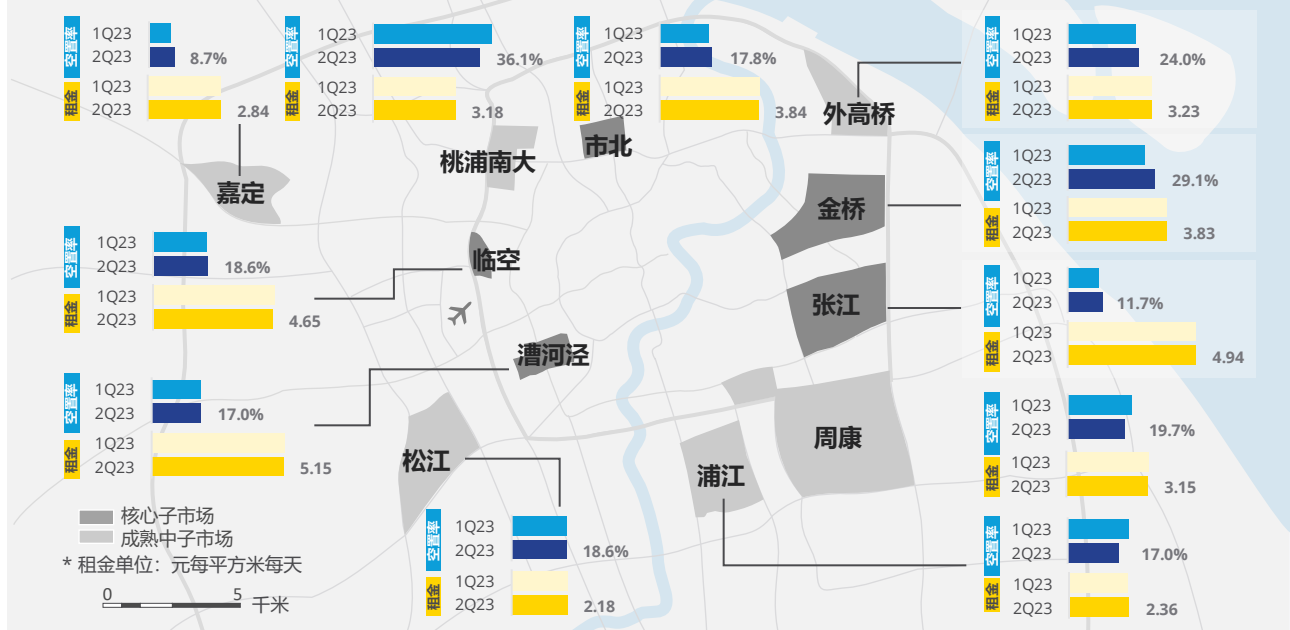 空置率
1Q23
2Q23
8.7%
租金
1Q23
2Q23
2.84
空置率
1Q23
2Q23
36.1%
租金
1Q23
2Q23
3.18
空置率
1Q23
2Q23
17.8%
租金
1Q23
2Q23
3.84
空置率
1Q23
2Q23
24.0%
租金
1Q23
2Q23
3.23
外高桥
市北
桃浦南大
嘉定
空置率
1Q23
2Q23
29.1%
租金
1Q23
2Q23
3.83
金桥
空置率
1Q23
2Q23
18.6%
租金
1Q23
2Q23
4.65
临空
张江
空置率
1Q23
2Q23
11.7%
租金
1Q23
2Q23
4.94
漕河泾
空置率
1Q23
2Q23
17.0%
租金
1Q23
2Q23
5.15
空置率
1Q23
2Q23
19.7%
租金
1Q23
2Q23
3.15
周康
松江
浦江
空置率
1Q23
2Q23
18.6%
租金
1Q23
2Q23
2.18
空置率
1Q23
2Q23
17.0%
租金
1Q23
2Q23
2.36
核心子市场
成熟中子市场
* 租金单位：元每平方米每天
0 5 千米